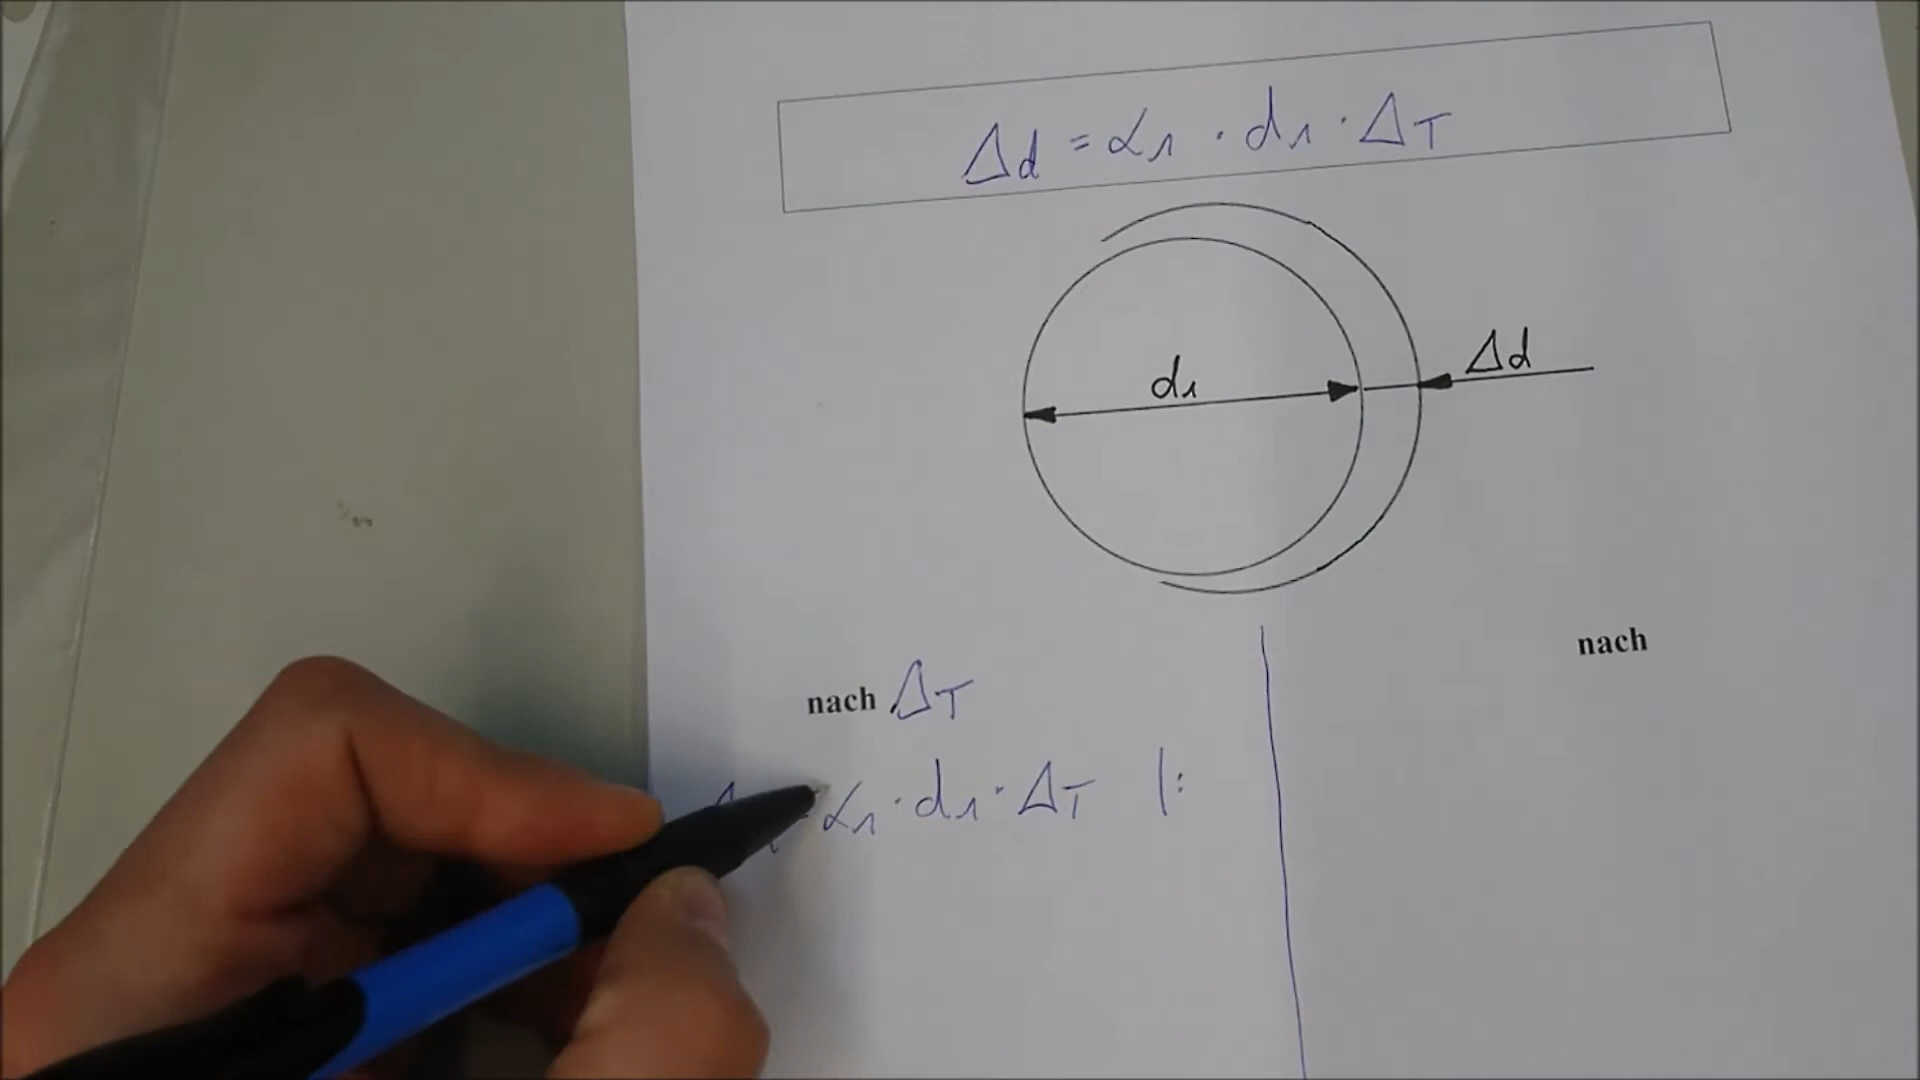 Δd = α₁ · d₁ · ΔT
d₁
Δd
nach ΔT
nach
α₁ · d₁ · ΔT |: